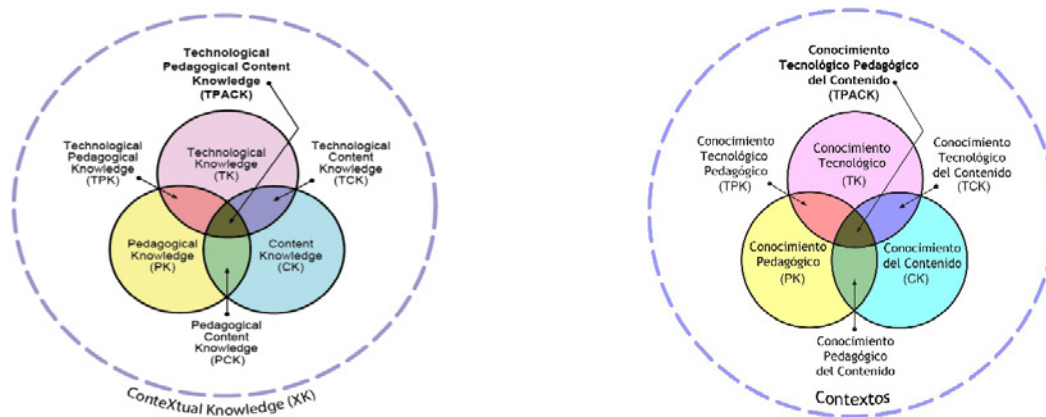 Technological
Pedagogical Content
Knowledge
(TPACK)
Technological
Pedagogical
Knowledge
(TPK)
Technological
Knowledge
(TK)
Technological
Content
Knowledge
(TCK)
Pedagogical
Knowledge
(PK)
Content
Knowledge
(CK)
Pedagogical
Content
Knowledge
(PCK)
ConteXtual Knowledge (XK)
Conocimiento
Tecnológico Pedagógico
del Contenido
(TPACK)
Conocimiento
Tecnológico
Pedagógico
(TPK)
Conocimiento
Tecnológico
(TK)
Conocimiento
Tecnológico
del Contenido
(TCK)
Conocimiento
Pedagógico
(PK)
Conocimiento
del Contenido
(CK)
Conocimiento
Pedagógico
del Contenido
Contextos